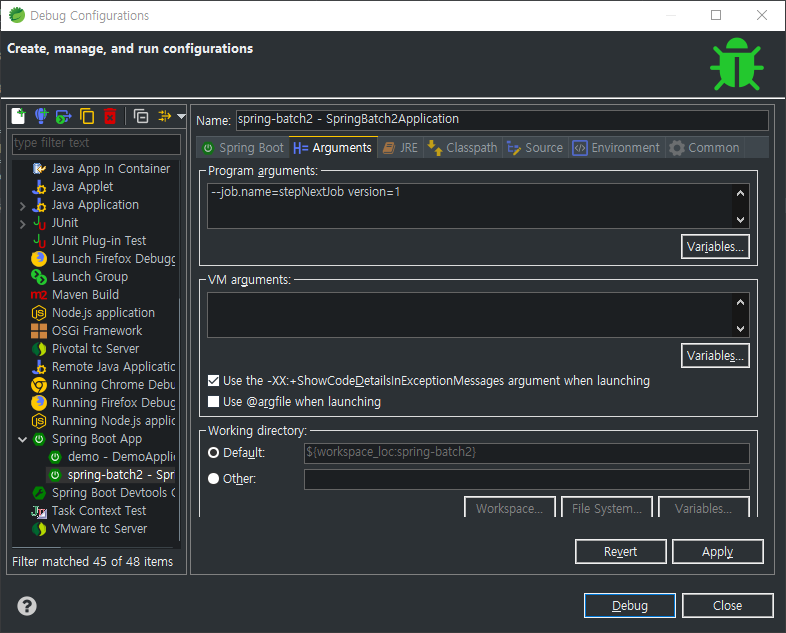 Debug Configurations
Create, manage, and run configurations
type filter text
Java App In Container
Java Applet
Java Application
JUnit
JUnit Plug-in Test
Launch Firefox Debugg
Launch Group
Maven Build
Node.js application
OSGi Framework
Pivotal tc Server
Remote Java Applicatic
Running Chrome Debu
Running Firefox Debug
Running Node.js applic
Spring Boot App
demo - DemoApplic
spring-batch2 - Spr
Spring Boot Devtools C
Task Context Test
VMware tc Server
Filter matched 45 of 48 items
Name: spring-batch2 - SpringBatch2Application
Spring Boot Arguments JRE Classpath Source Environment Common
Program arguments:
--job.name=stepNextJob version=1
Variables...
VM arguments:
Variables...
Use the -XX:+ShowCodeDetailsInExceptionMessages argument when launching
Use @argfile when launching
Working directory:
Default: ${workspace_loc:spring-batch2}
Other:
Workspace... File System... Variables...
Revert Apply
? Debug Close